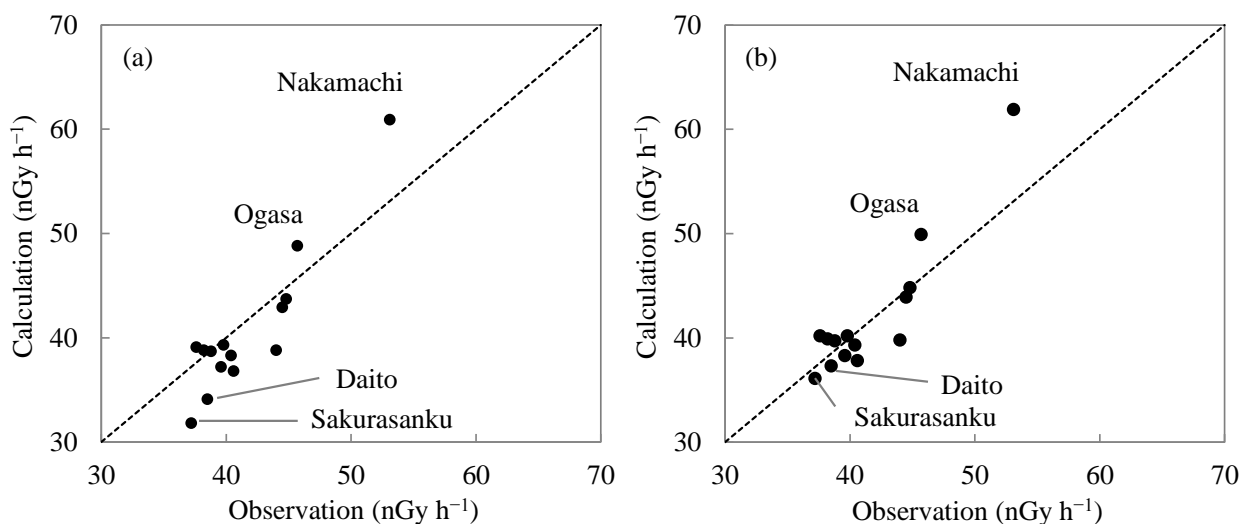 (a)
Calculation (nGy h⁻¹)
70
60
50
40
30
Nakamachi
Ogasa
Daito
Sakurasanku
30 40 50 60 70
Observation (nGy h⁻¹)
(b)
Calculation (nGy h⁻¹)
70
60
50
40
30
Nakamachi
Ogasa
Daito
Sakurasanku
30 40 50 60 70
Observation (nGy h⁻¹)